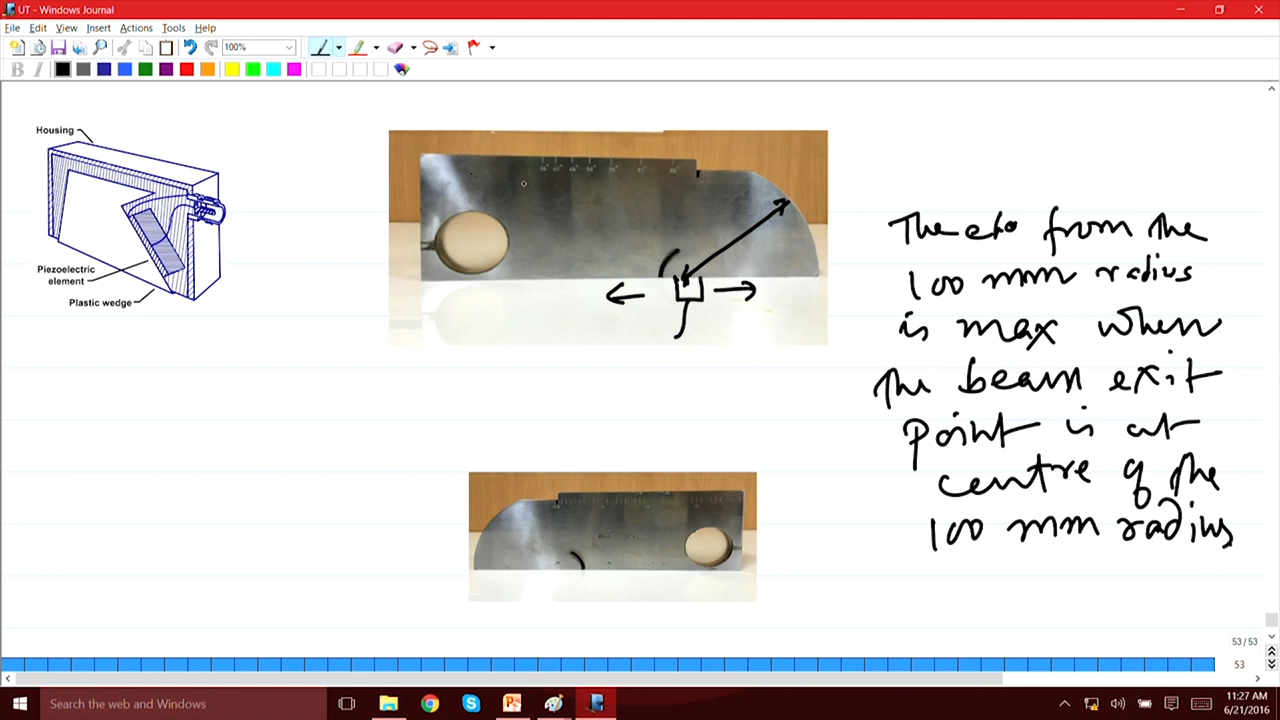 UT - Windows Journal
File Edit View Insert Actions Tools Help
100%
B I
Housing
Piezoelectric
element
Plastic wedge
The eho from the
100 mm radius
is max when
the beam exit
point is at
centre of the
100 mm radius
53 / 53
53
Search the web and Windows
11:27 AM
6/21/2016